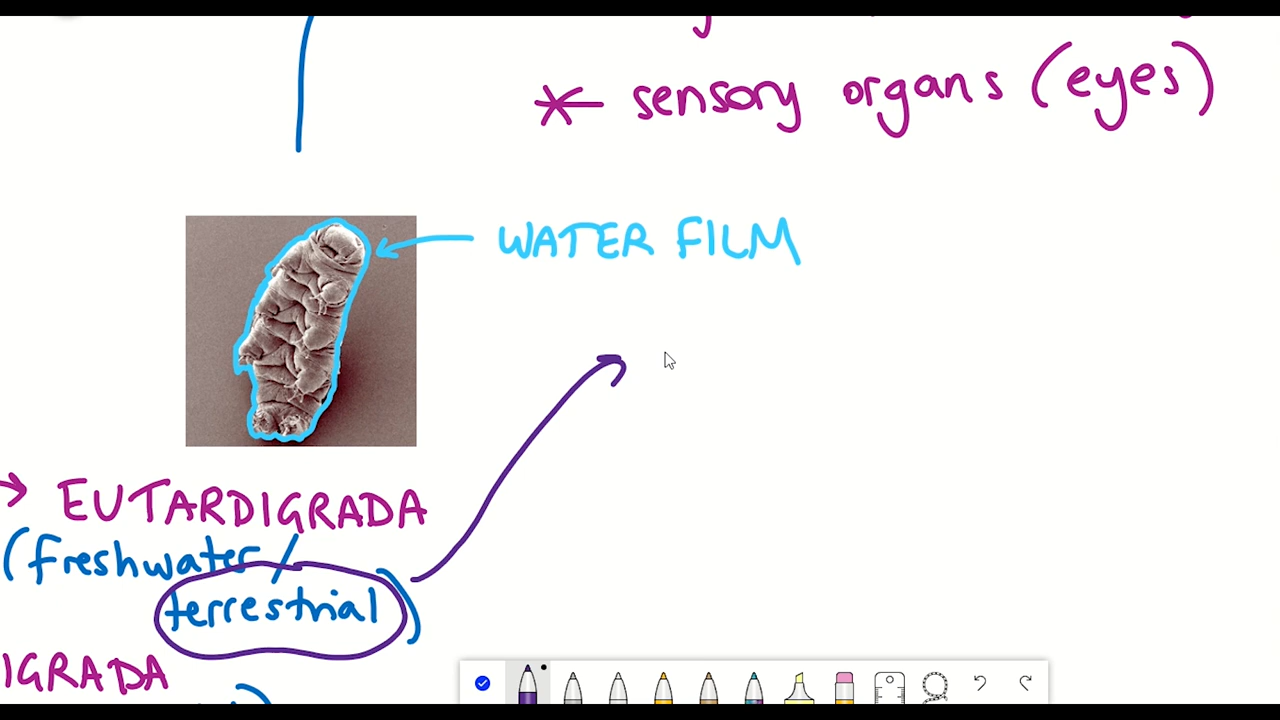 * sensory organs (eyes)
WATER FILM
→ EUTARDIGRADA
(freshwater/
terrestrial)
IGRADA